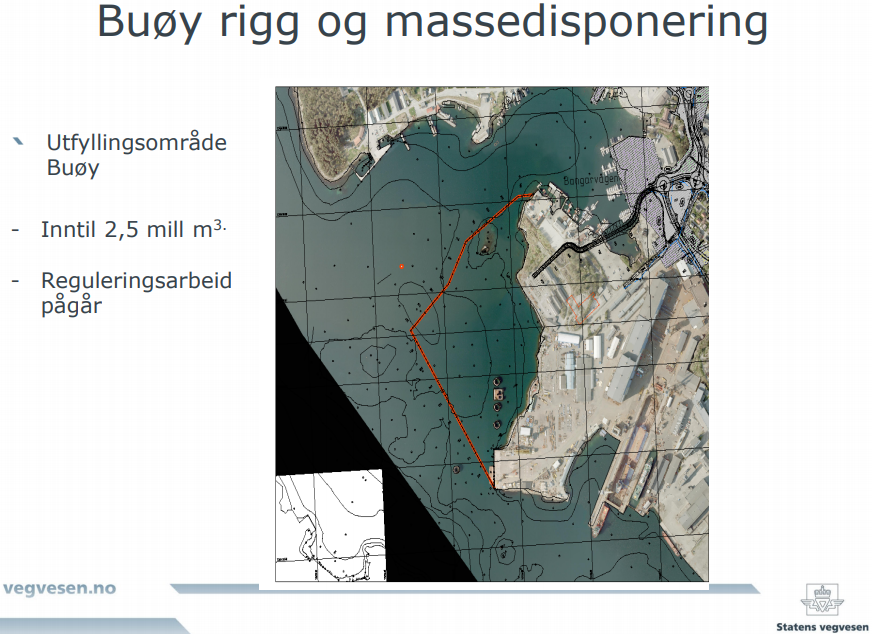 Buøy rigg og massedisponering
Utfyllingsområde
Buøy
- Inntil 2,5 mill m³.
- Reguleringsarbeid
pågår
Bangarvågen
vegvesen.no
Statens vegvesen